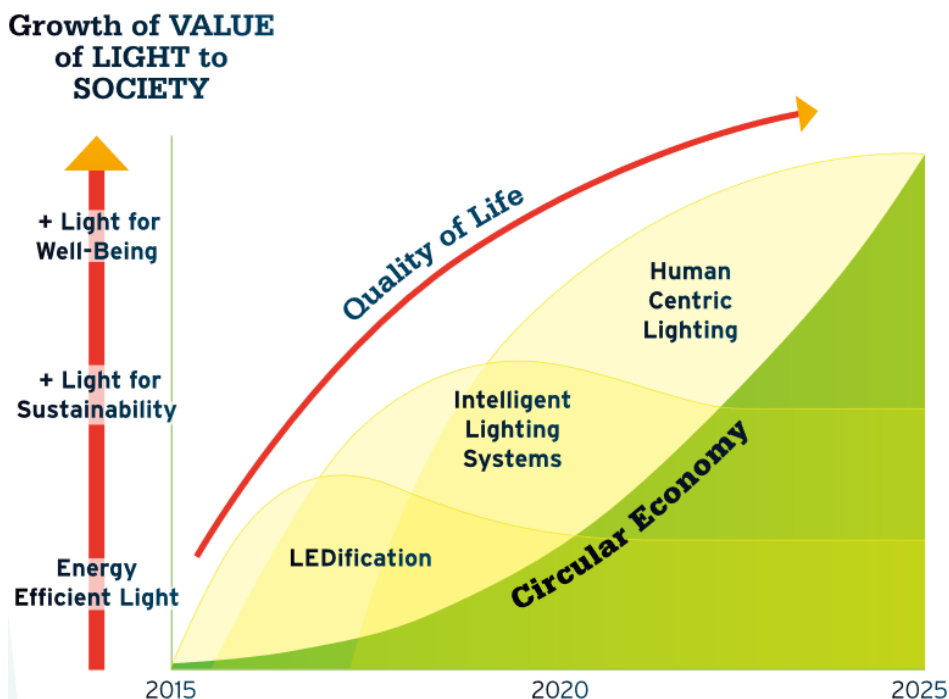 Growth of VALUE
of LIGHT to
SOCIETY
+ Light for
Well-Being
+ Light for
Sustainability
Energy
Efficient Light
Quality of Life
Human
Centric
Lighting
Intelligent
Lighting
Systems
LEDification
Circular Economy
2015
2020
2025